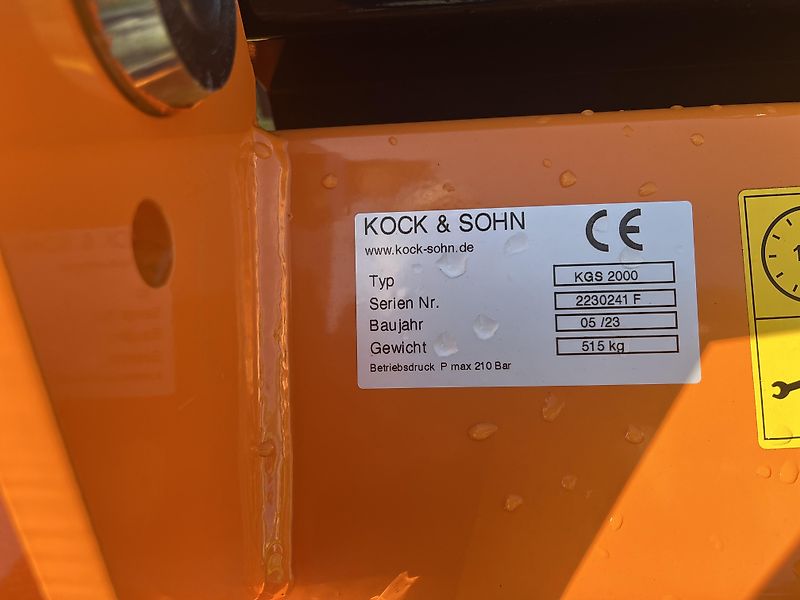 KOCK & SOHN
www.kock-sohn.de
CE
Typ KGS 2000
Serien Nr. 2230241 F
Baujahr 05 /23
Gewicht 515 kg
Betriebsdruck P max 210 Bar